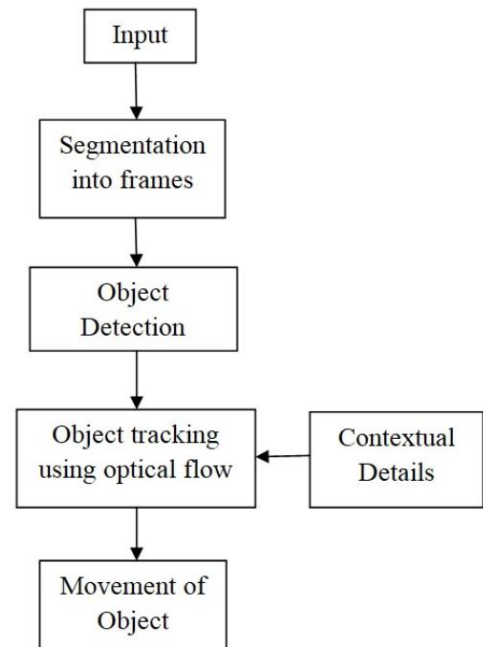 Input
Segmentation
into frames
Object
Detection
Object tracking
using optical flow
Contextual
Details
Movement of
Object